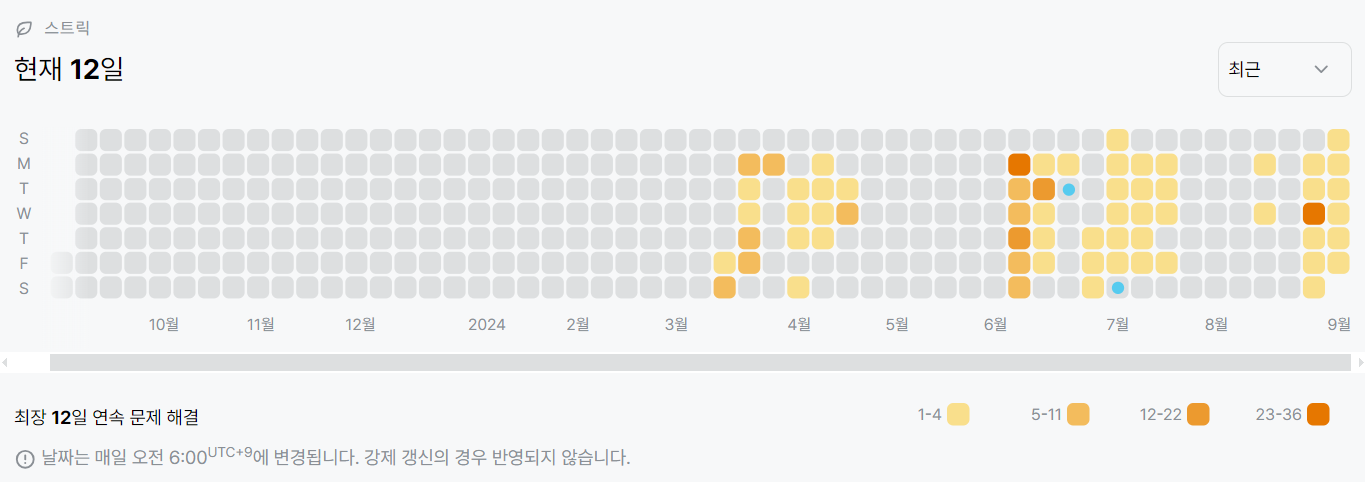 스트릭
현재 12일
최근
S
M
T
W
T
F
S
10월 11월 12월 2024 2월 3월 4월 5월 6월 7월 8월 9월
최장 12일 연속 문제 해결
1-4 5-11 12-22 23-36
날짜는 매일 오전 6:00UTC+9에 변경됩니다. 강제 갱신의 경우 반영되지 않습니다.